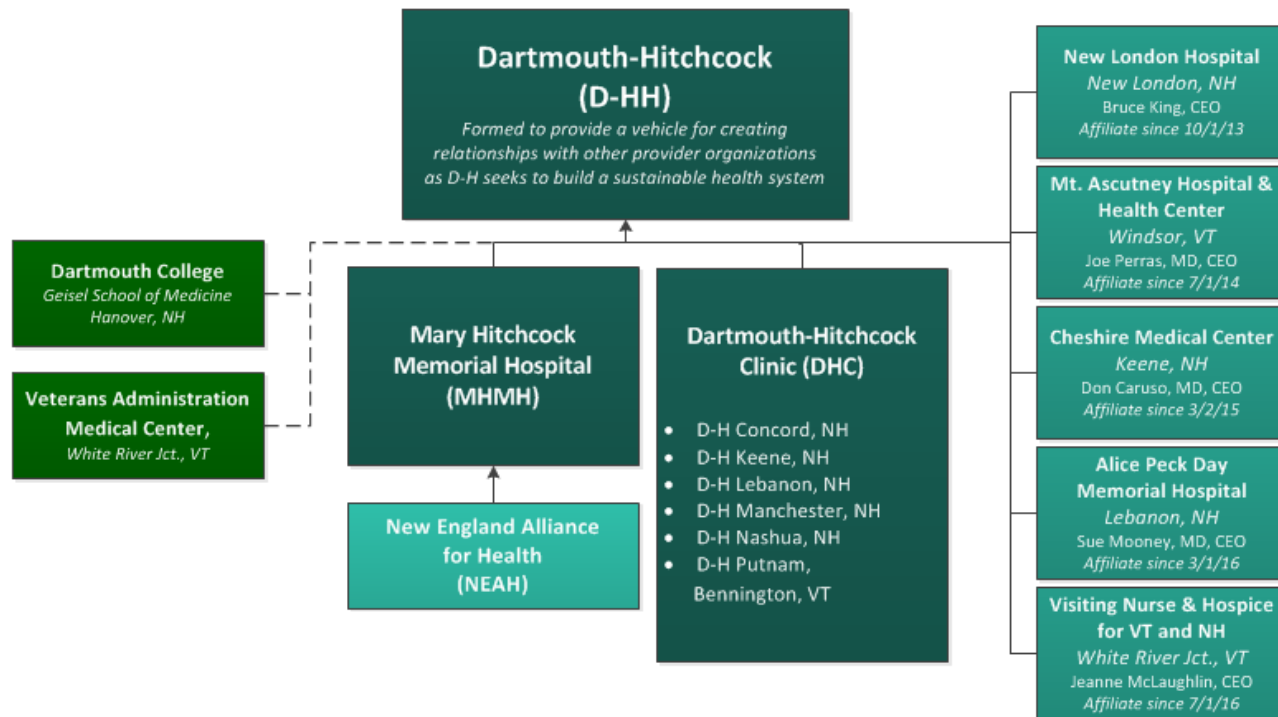 Dartmouth-Hitchcock
(D-HH)
Formed to provide a vehicle for creating
relationships with other provider organizations
as D-H seeks to build a sustainable health system
Dartmouth College
Geisel School of Medicine
Hanover, NH
Veterans Administration
Medical Center,
White River Jct., VT
Mary Hitchcock
Memorial Hospital
(MHMH)
New England Alliance
for Health
(NEAH)
Dartmouth-Hitchcock
Clinic (DHC)
• D-H Concord, NH
• D-H Keene, NH
• D-H Lebanon, NH
• D-H Manchester, NH
• D-H Nashua, NH
• D-H Putnam,
Bennington, VT
New London Hospital
New London, NH
Bruce King, CEO
Affiliate since 10/1/13
Mt. Ascutney Hospital &
Health Center
Windsor, VT
Joe Perras, MD, CEO
Affiliate since 7/1/14
Cheshire Medical Center
Keene, NH
Don Caruso, MD, CEO
Affiliate since 3/2/15
Alice Peck Day
Memorial Hospital
Lebanon, NH
Sue Mooney, MD, CEO
Affiliate since 3/1/16
Visiting Nurse & Hospice
for VT and NH
White River Jct., VT
Jeanne McLaughlin, CEO
Affiliate since 7/1/16